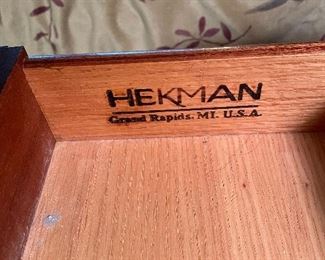 HEKMAN
Grand Rapids, MI. U.S.A.